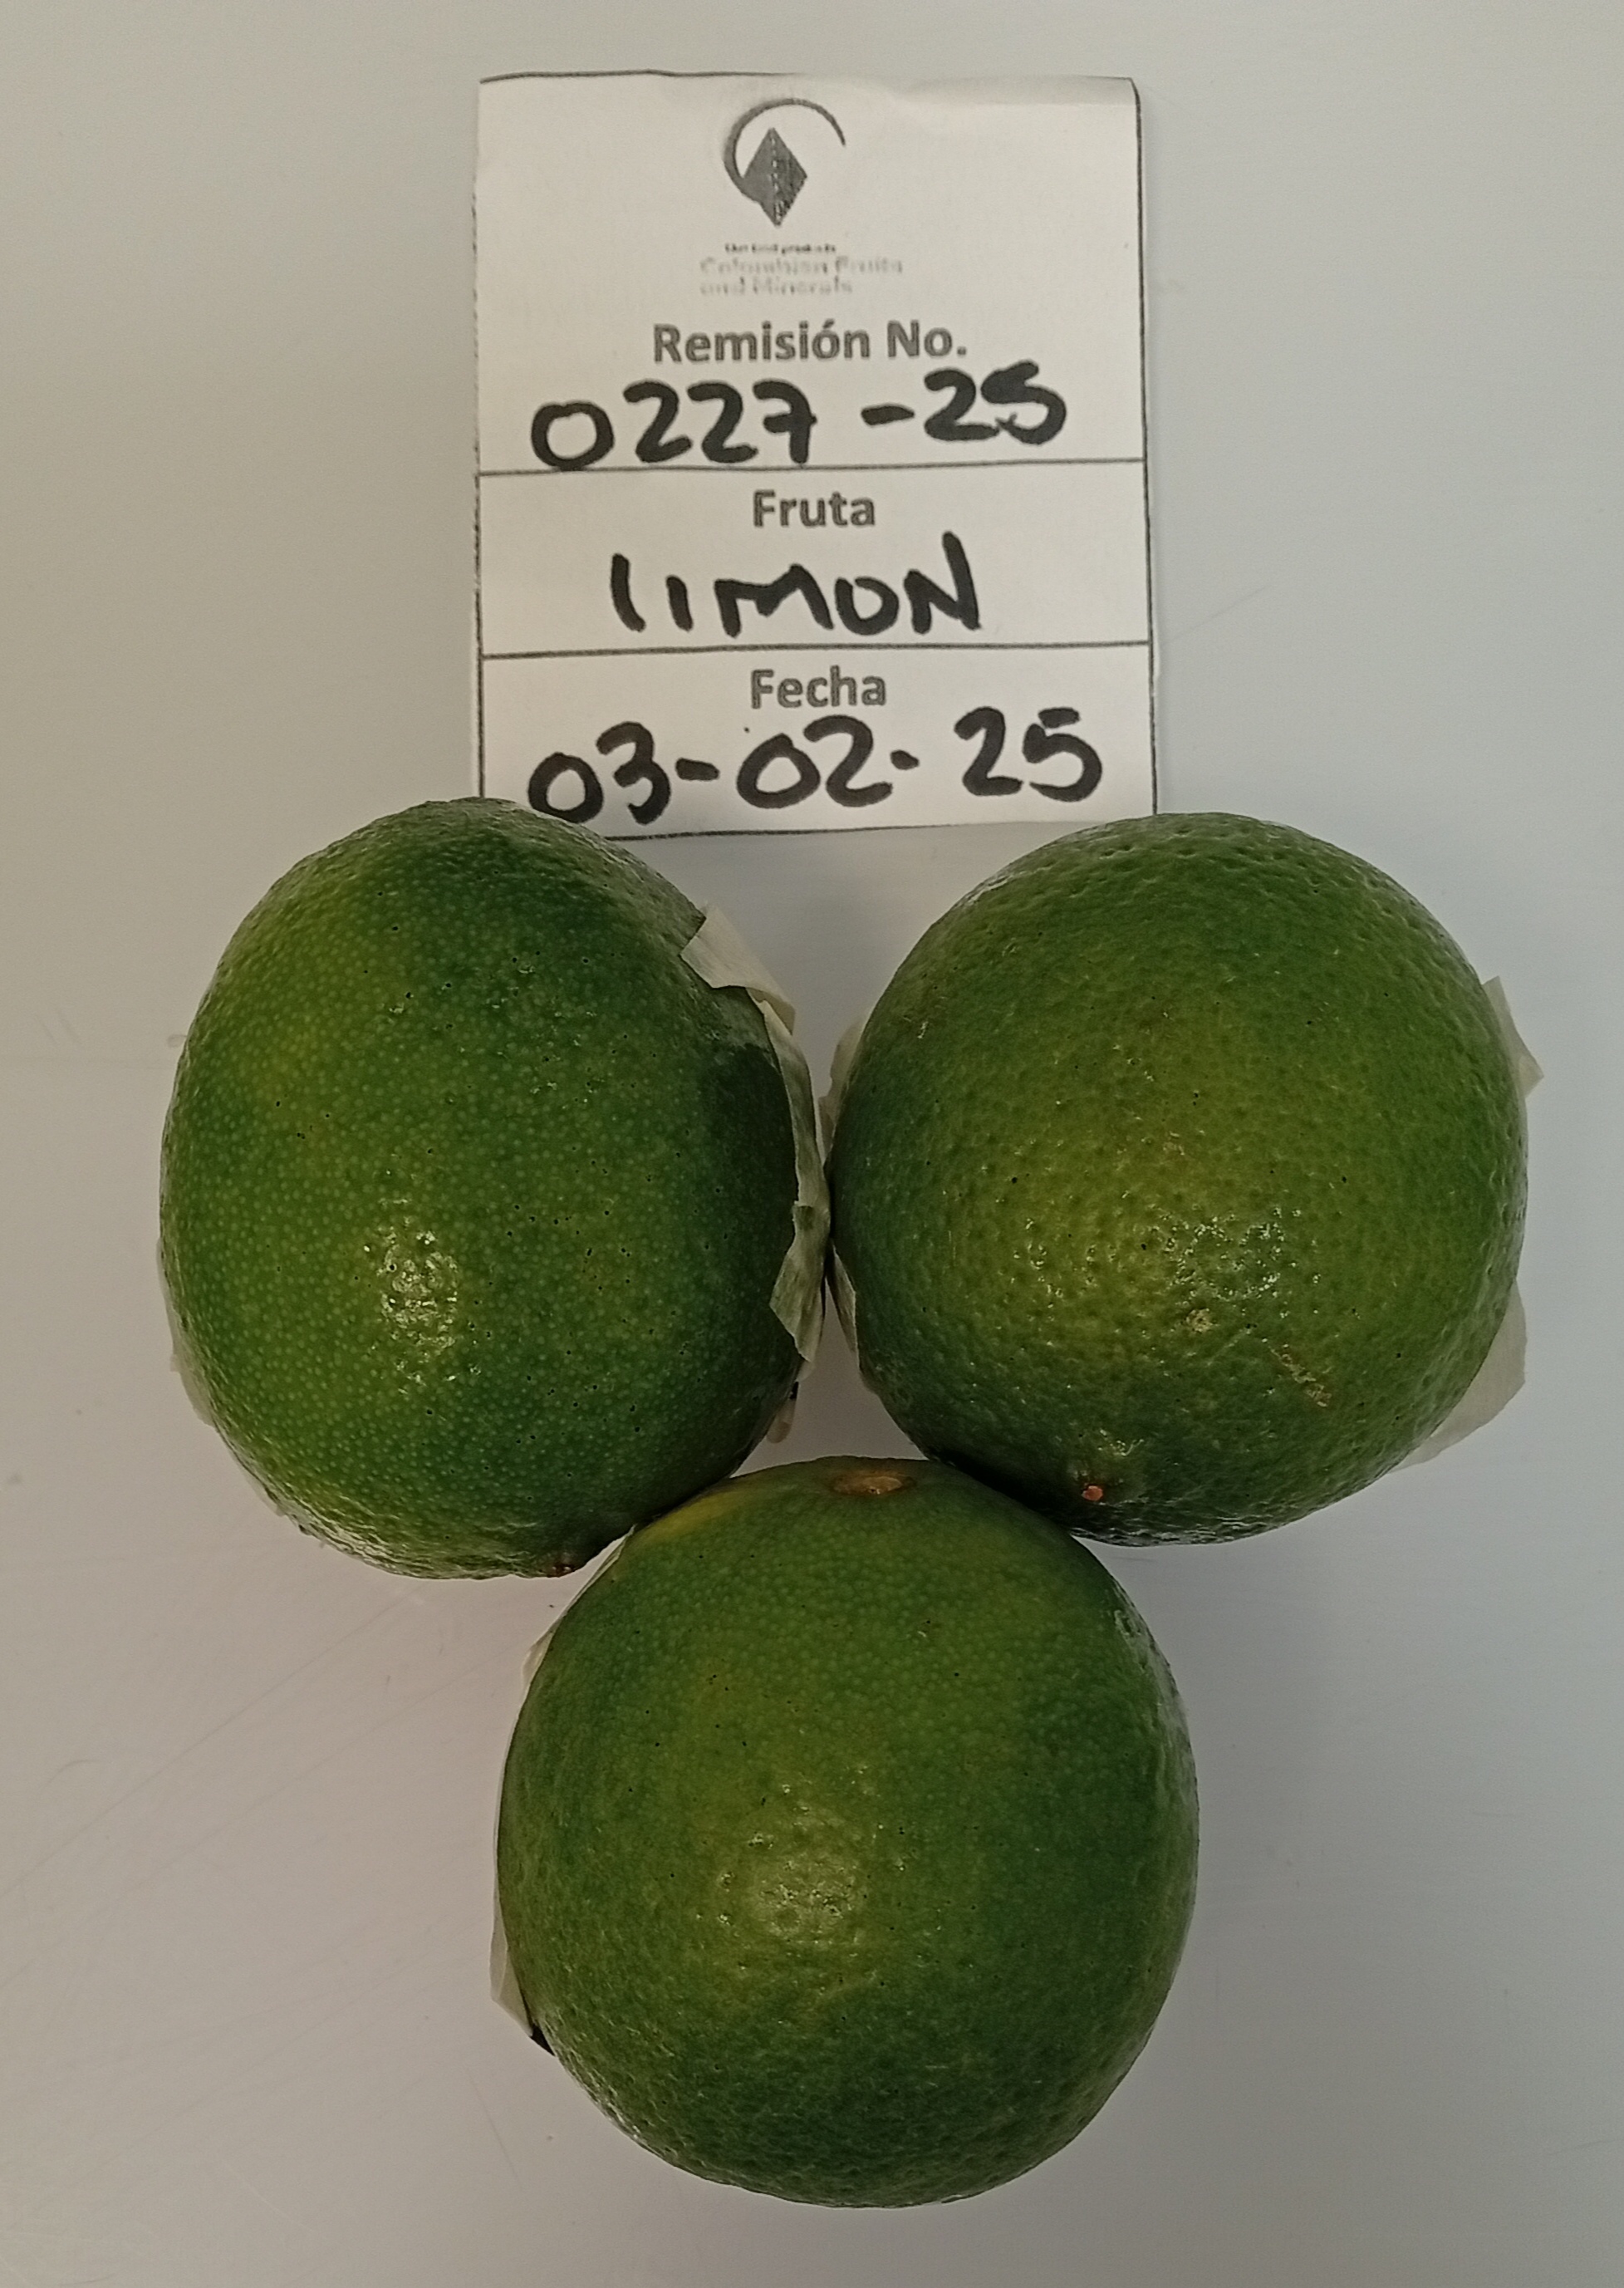 Colombian Fruits
and Minerals
Remisión No.
0227-25
Fruta
lIMON
Fecha
03-02-25